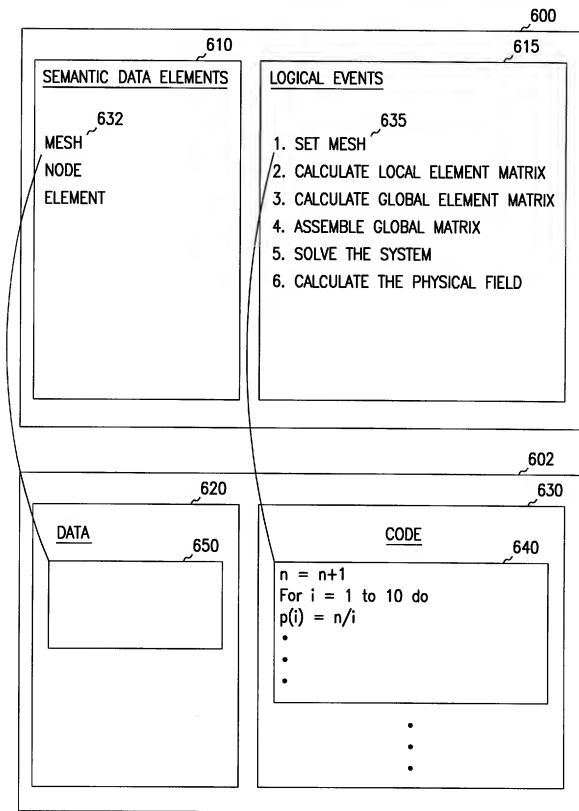 600
610
615
SEMANTIC DATA ELEMENTS
LOGICAL EVENTS
632
635
MESH
NODE
ELEMENT
1. SET MESH
2. CALCULATE LOCAL ELEMENT MATRIX
3. CALCULATE GLOBAL ELEMENT MATRIX
4. ASSEMBLE GLOBAL MATRIX
5. SOLVE THE SYSTEM
6. CALCULATE THE PHYSICAL FIELD
602
620
630
DATA
CODE
650
640
n = n+1
For i = 1 to 10 do
p(i) = n/i